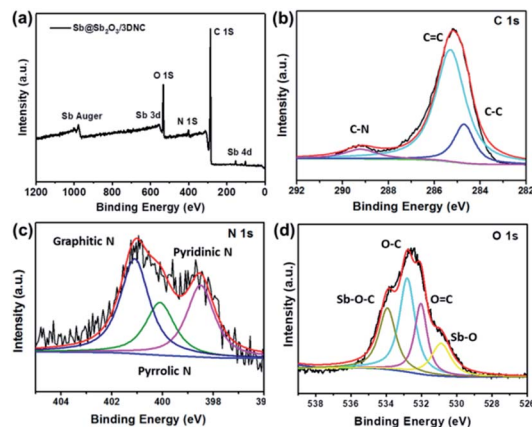 (a)
Sb@Sb2O3/3DNC
C 1S
O 1S
Sb Auger
Sb 3d
N 1S
Sb 4d
Intensity (a.u.)
1200 1000 800 600 400 200 0
Binding Energy (eV)
(b)
C 1s
C=C
C-N
C-C
Intensity (a.u.)
292 290 288 286 284 282
Binding Energy (eV)
(c)
N 1s
Graphitic N
Pyridinic N
Pyrrolic N
Intensity (a.u.)
404 402 400 398 39
Binding Energy (eV)
(d)
O 1s
O-C
Sb-O-C
O=C
Sb-O
Intensity (a.u.)
538 536 534 532 530 528 526
Binding Energy (eV)